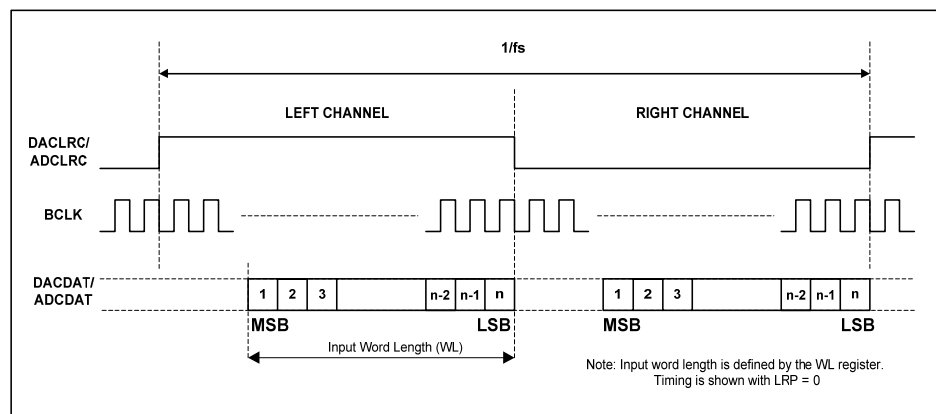 1/fs
LEFT CHANNEL
RIGHT CHANNEL
DACLRC/
ADCLRC
BCLK
DACDAT/
ADCDAT
1 2 3 n-2 n-1 n 1 2 3 n-2 n-1 n
MSB LSB MSB LSB
Input Word Length (WL)
Note: Input word length is defined by the WL register.
Timing is shown with LRP = 0